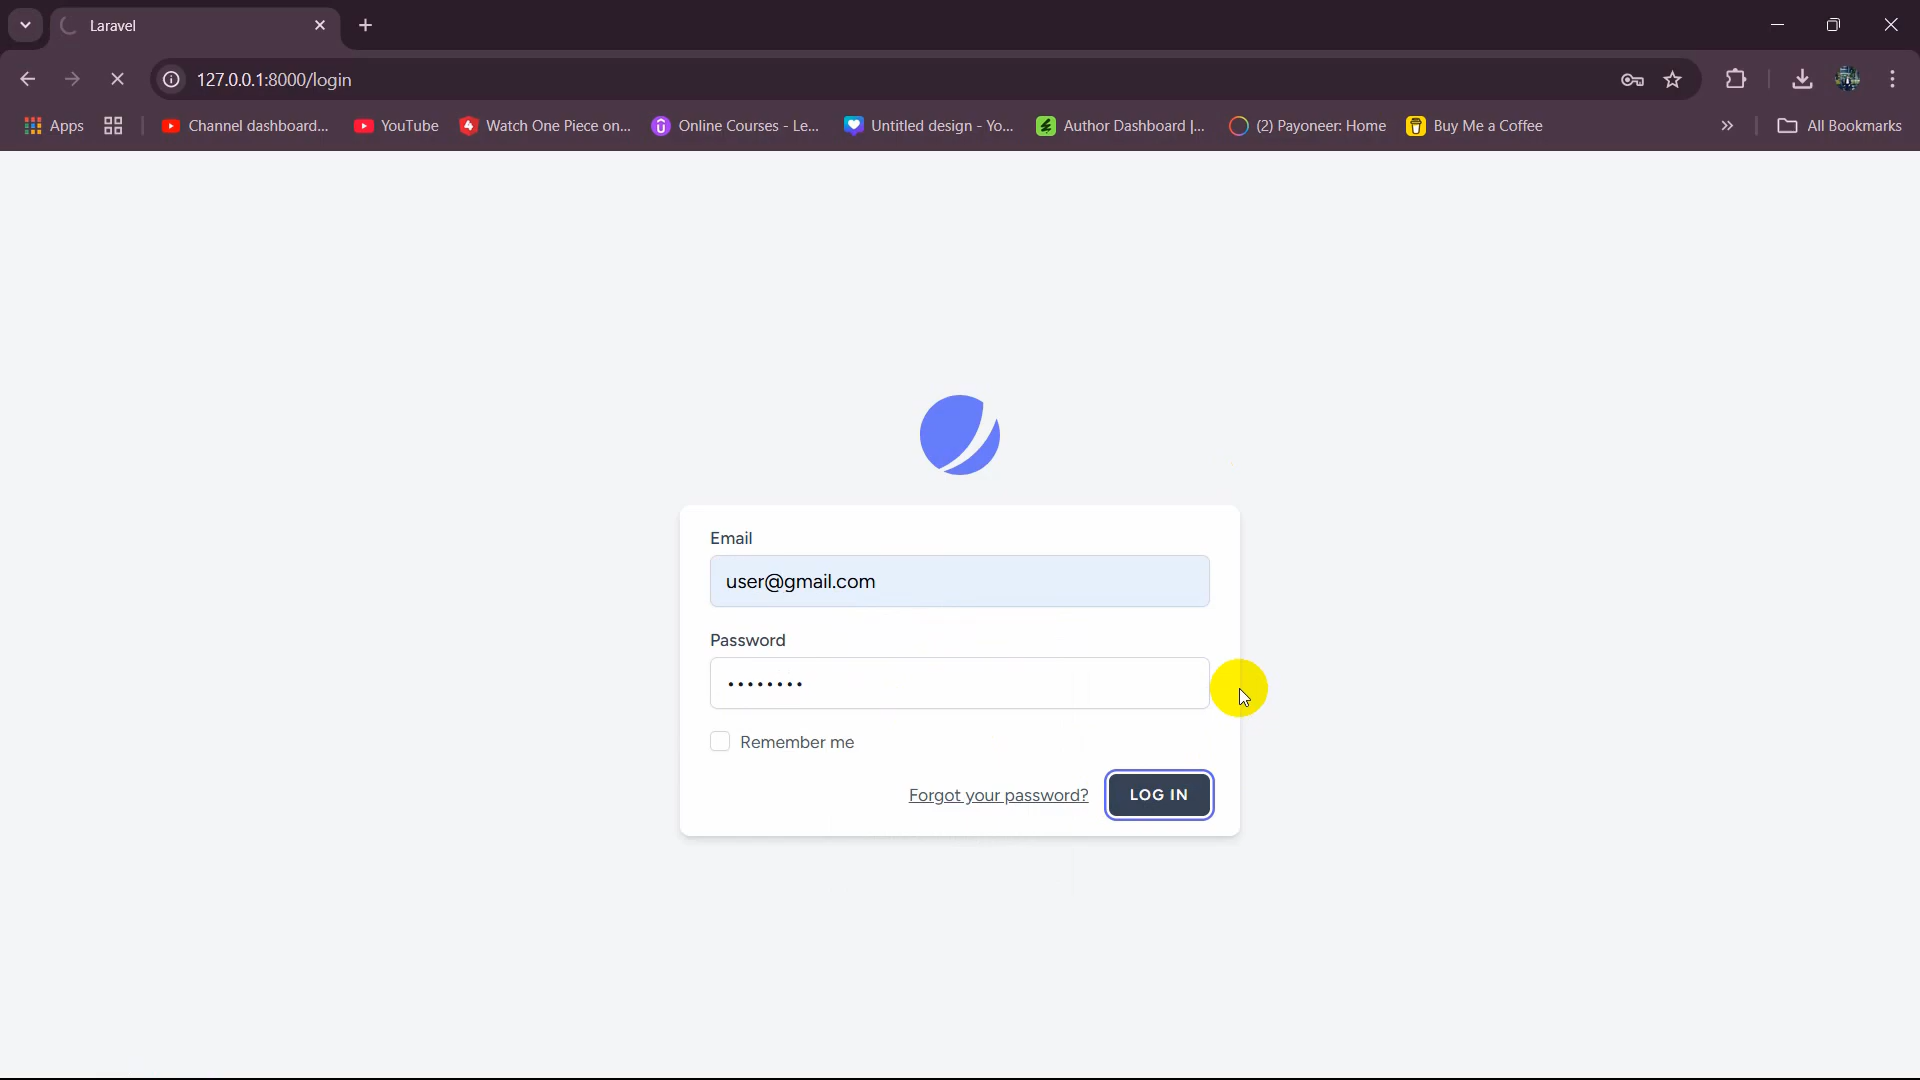 Laravel
127.0.0.1:8000/login
Apps
Channel dashboard...
YouTube
Watch One Piece on...
Online Courses - Le...
Untitled design - Yo...
Author Dashboard |...
(2) Payoneer: Home
Buy Me a Coffee
All Bookmarks
Email
user@gmail.com
Password
Remember me
Forgot your password?
LOG IN